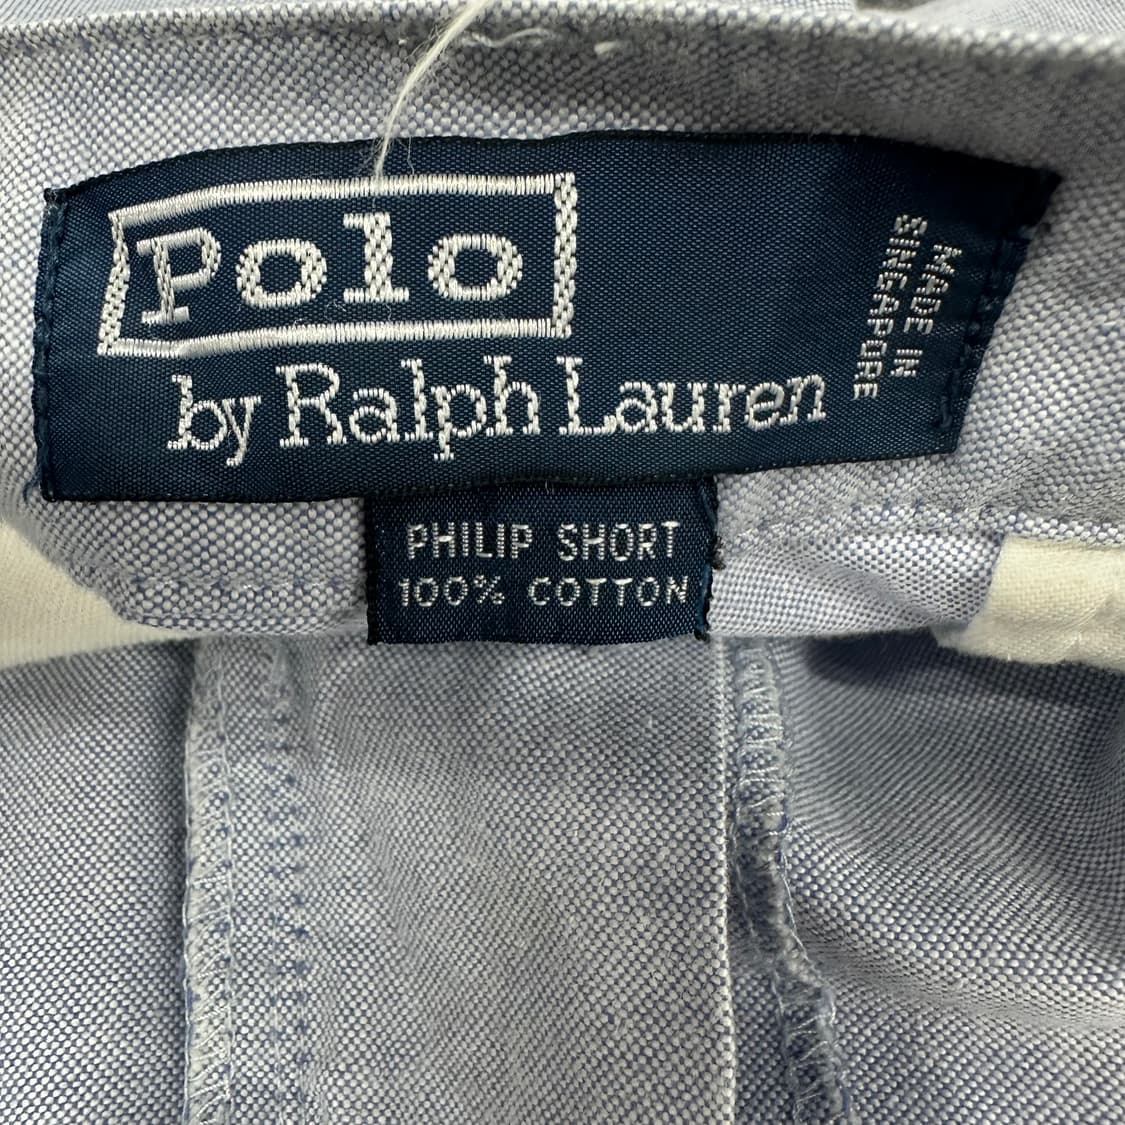 Polo
by Ralph Lauren
MADE IN
SINGAPORE
PHILIP SHORT
100% COTTON